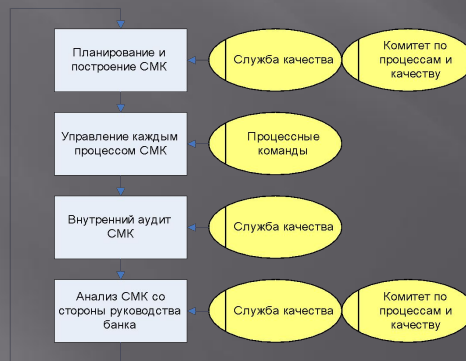 Планирование и
построение СМК
Служба качества
Комитет по
процессам и
качеству
Управление каждым
процессом СМК
Процессные
команды
Внутренний аудит
СМК
Служба качества
Анализ СМК со
стороны руководства
банка
Служба качества
Комитет по
процессам и
качеству